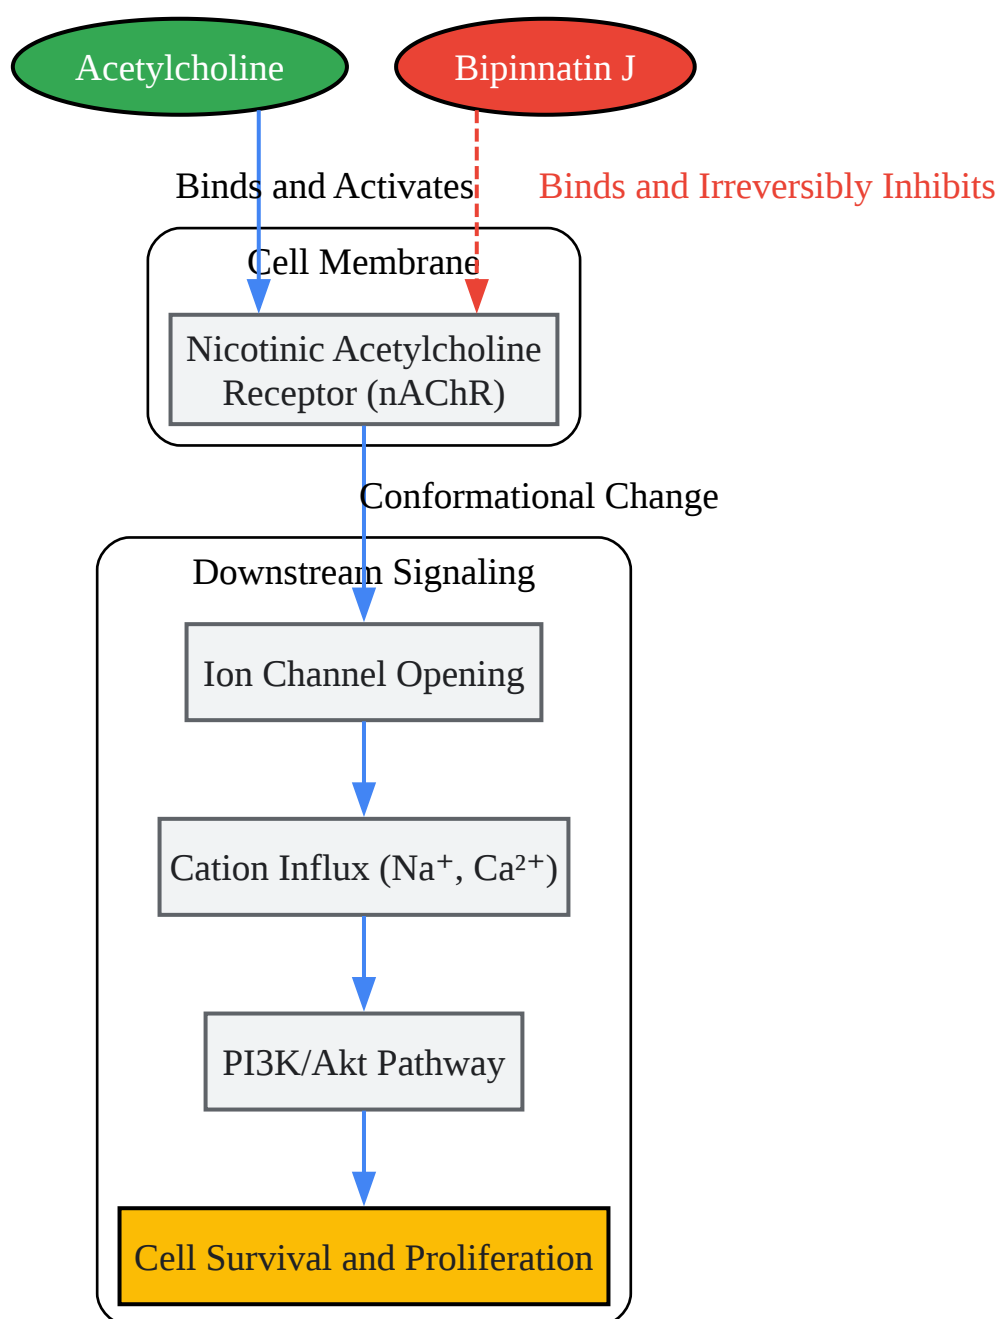 Acetylcholine
Bipinnatin J
Binds and Activates
Binds and Irreversibly Inhibits
Cell Membrane
Nicotinic Acetylcholine
Receptor (nAChR)
Conformational Change
Downstream Signaling
Ion Channel Opening
Cation Influx (Na⁺, Ca²⁺)
PI3K/Akt Pathway
Cell Survival and Proliferation